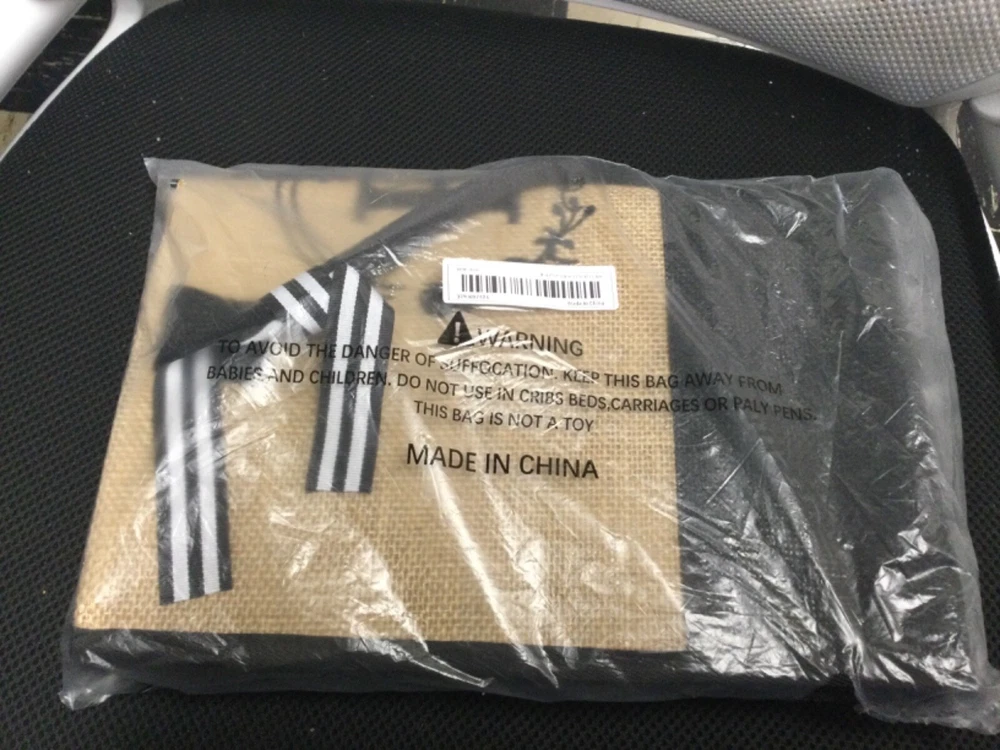 WARNING
TO AVOID THE DANGER OF SUFFOCATION, KEEP THIS BAG AWAY FROM
BABIES AND CHILDREN. DO NOT USE IN CRIBS BEDS,CARRIAGES OR PALY PENS.
THIS BAG IS NOT A TOY
MADE IN CHINA